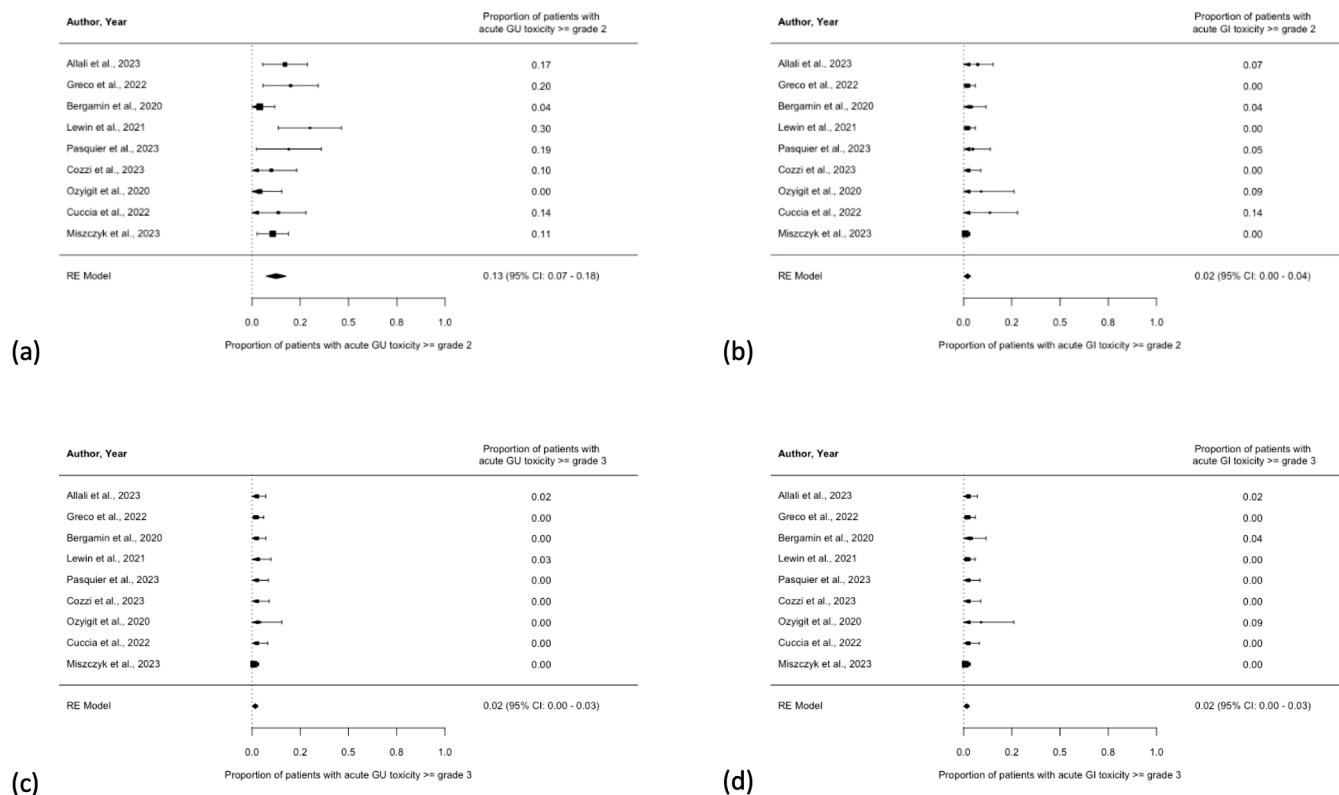 Author, Year
Proportion of patients with
acute GU toxicity >= grade 2
Allali et al., 2023 0.17
Greco et al., 2022 0.20
Bergamin et al., 2020 0.04
Lewin et al., 2021 0.30
Pasquier et al., 2023 0.19
Cozzi et al., 2023 0.10
Ozyigit et al., 2020 0.00
Cuccia et al., 2022 0.14
Miszczyk et al., 2023 0.11
RE Model 0.13 (95% CI: 0.07 - 0.18)
0.0 0.2 0.5 0.8 1.0
Proportion of patients with acute GU toxicity >= grade 2
(a)
Author, Year
Proportion of patients with
acute GI toxicity >= grade 2
Allali et al., 2023 0.07
Greco et al., 2022 0.00
Bergamin et al., 2020 0.04
Lewin et al., 2021 0.00
Pasquier et al., 2023 0.05
Cozzi et al., 2023 0.00
Ozyigit et al., 2020 0.09
Cuccia et al., 2022 0.14
Miszczyk et al., 2023 0.00
RE Model 0.02 (95% CI: 0.00 - 0.04)
0.0 0.2 0.5 0.8 1.0
Proportion of patients with acute GI toxicity >= grade 2
(b)
Author, Year
Proportion of patients with
acute GU toxicity >= grade 3
Allali et al., 2023 0.02
Greco et al., 2022 0.00
Bergamin et al., 2020 0.00
Lewin et al., 2021 0.03
Pasquier et al., 2023 0.00
Cozzi et al., 2023 0.00
Ozyigit et al., 2020 0.00
Cuccia et al., 2022 0.00
Miszczyk et al., 2023 0.00
RE Model 0.02 (95% CI: 0.00 - 0.03)
0.0 0.2 0.5 0.8 1.0
Proportion of patients with acute GU toxicity >= grade 3
(c)
Author, Year
Proportion of patients with
acute GI toxicity >= grade 3
Allali et al., 2023 0.02
Greco et al., 2022 0.00
Bergamin et al., 2020 0.04
Lewin et al., 2021 0.00
Pasquier et al., 2023 0.00
Cozzi et al., 2023 0.00
Ozyigit et al., 2020 0.09
Cuccia et al., 2022 0.00
Miszczyk et al., 2023 0.00
RE Model 0.02 (95% CI: 0.00 - 0.03)
0.0 0.2 0.5 0.8 1.0
Proportion of patients with acute GI toxicity >= grade 3
(d)